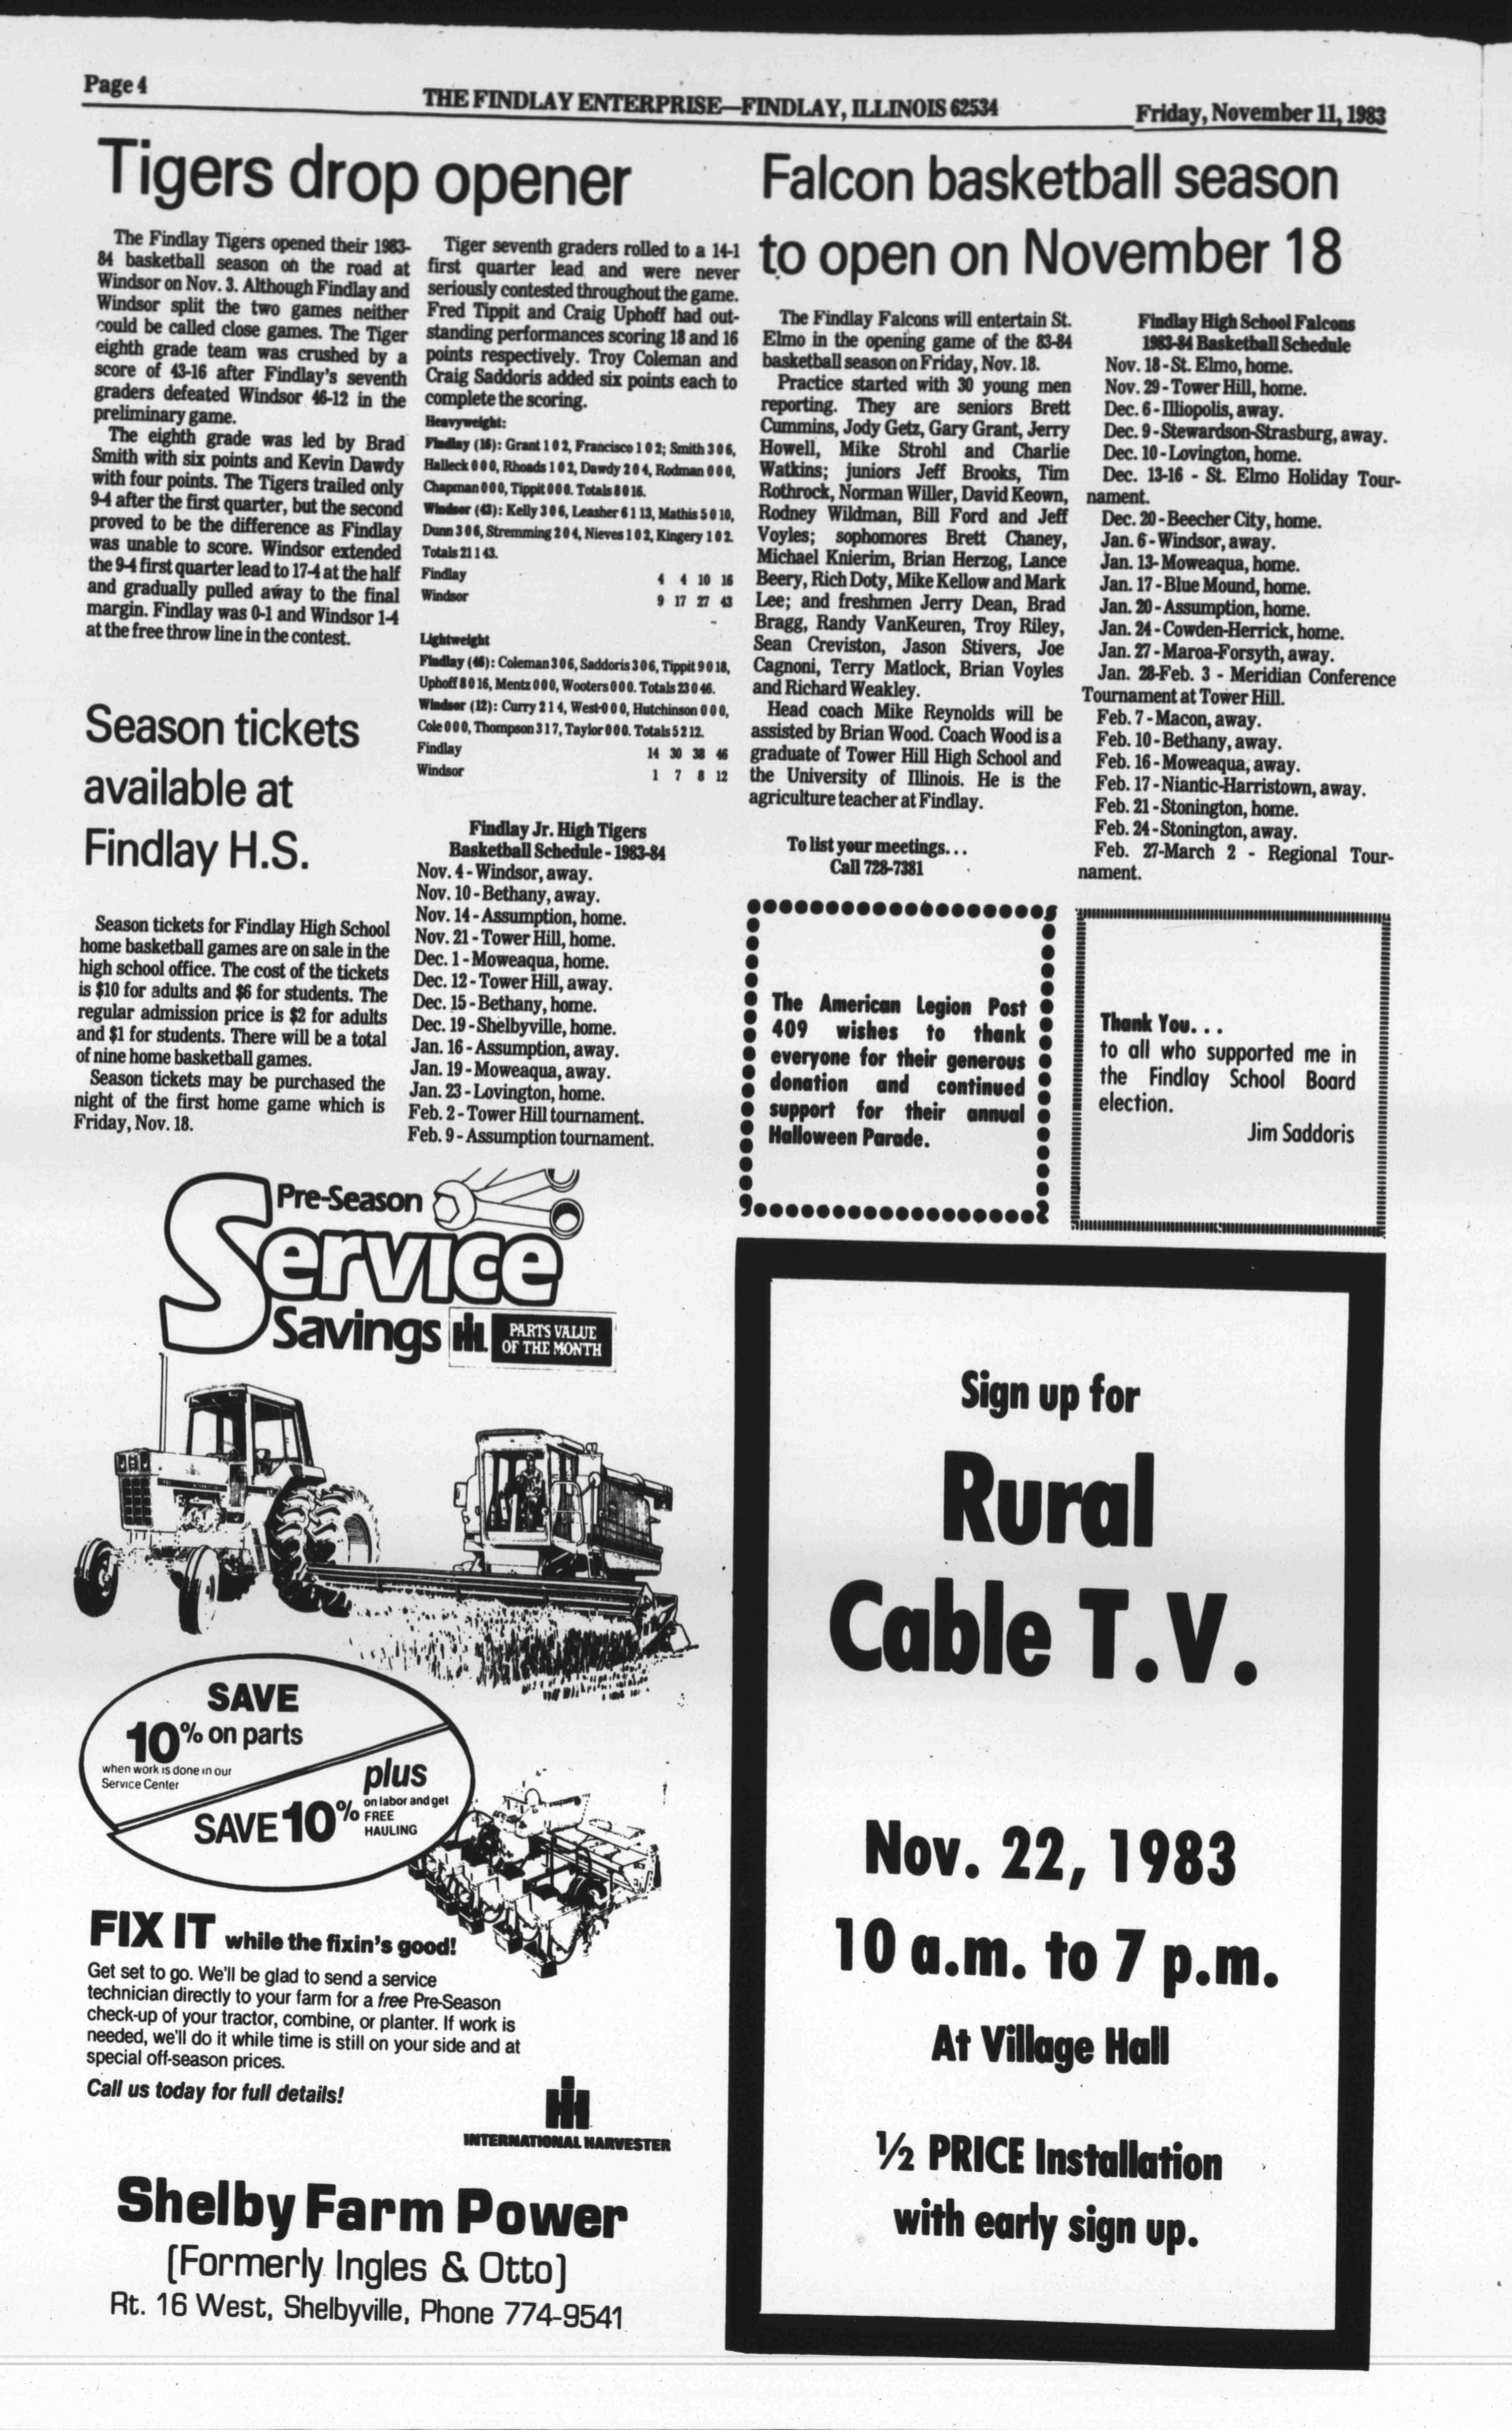 Page 4
THE FINDLAY ENTERPRISE—FINDLAY, ILLINOIS 62534
Friday, November 11, 1983
Tigers drop opener
The Findlay Tigers opened their 1983-
84 basketball season on the road at
Windsor on Nov. 3. Although Findlay and
Windsor split the two games neither
could be called close games. The Tiger
eighth grade team was crushed by a
score of 43-16 after Findlay's seventh
graders defeated Windsor 46-12 in the
preliminary game.
The eighth grade was led by Brad
Smith with six points and Kevin Dawdy
with four points. The Tigers trailed only
9-4 after the first quarter, but the second
proved to be the difference as Findlay
was unable to score. Windsor extended
the 9-4 first quarter lead to 17-4 at the half
and gradually pulled away to the final
margin. Findlay was 0-1 and Windsor 1-4
at the free throw line in the contest.
Tiger seventh graders rolled to a 14-1
first quarter lead and were never
seriously contested throughout the game.
Fred Tippit and Craig Uphoff had out-
standing performances scoring 18 and 16
points respectively. Troy Coleman and
Craig Saddoris added six points each to
complete the scoring.
Heavyweight:
Findlay (16): Grant 1 0 2, Francisco 1 0 2; Smith 3 0 6,
Halleck 0 0 0, Rhoads 1 0 2, Dawdy 2 0 4, Rodman 0 0 0,
Chapman 0 0 0, Tippit 0 0 0. Totals 8 0 16.
Windsor (43): Kelly 3 0 6, Leasher 6 1 13, Mathis 5 0 10,
Dunn 3 0 6, Stremming 2 0 4, Nieves 1 0 2, Kingery 1 0 2.
Totals 21 1 43.
Findlay 4 4 10 16
Windsor 9 17 27 43
Lightweight
Findlay (46): Coleman 3 0 6, Saddoris 3 0 6, Tippit 9 0 18,
Uphoff 8 0 16, Mentz 0 0 0, Wooters 0 0 0. Totals 23 0 46.
Windsor (12): Curry 2 1 4, West 0 0 0, Hutchinson 0 0 0,
Cole 0 0 0, Thompson 3 1 7, Taylor 0 0 0. Totals 5 2 12.
Findlay 14 30 38 46
Windsor 1 7 8 12
Findlay Jr. High Tigers
Basketball Schedule - 1983-84
Nov. 4 - Windsor, away.
Nov. 10 - Bethany, away.
Nov. 14 - Assumption, home.
Nov. 21 - Tower Hill, home.
Dec. 1 - Moweaqua, home.
Dec. 12 - Tower Hill, away.
Dec. 15 - Bethany, home.
Dec. 19 - Shelbyville, home.
Jan. 16 - Assumption, away.
Jan. 19 - Moweaqua, away.
Jan. 23 - Lovington, home.
Feb. 2 - Tower Hill tournament.
Feb. 9 - Assumption tournament.
Season tickets
available at
Findlay H.S.
Season tickets for Findlay High School
home basketball games are on sale in the
high school office. The cost of the tickets
is $10 for adults and $6 for students. The
regular admission price is $2 for adults
and $1 for students. There will be a total
of nine home basketball games.
Season tickets may be purchased the
night of the first home game which is
Friday, Nov. 18.
Falcon basketball season
to open on November 18
The Findlay Falcons will entertain St.
Elmo in the opening game of the 83-84
basketball season on Friday, Nov. 18.
Practice started with 30 young men
reporting. They are seniors Brett
Cummins, Jody Getz, Gary Grant, Jerry
Howell, Mike Strohl and Charlie
Watkins; juniors Jeff Brooks, Tim
Rothrock, Norman Willer, David Keown,
Rodney Wildman, Bill Ford and Jeff
Voyles; sophomores Brett Chaney,
Michael Knierim, Brian Herzog, Lance
Beery, Rich Doty, Mike Kellow and Mark
Lee; and freshmen Jerry Dean, Brad
Bragg, Randy VanKeuren, Troy Riley,
Sean Creviston, Jason Stivers, Joe
Cagnoni, Terry Matlock, Brian Voyles
and Richard Weakley.
Head coach Mike Reynolds will be
assisted by Brian Wood. Coach Wood is a
graduate of Tower Hill High School and
the University of Illinois. He is the
agriculture teacher at Findlay.
To list your meetings...
Call 728-7381
Findlay High School Falcons
1983-84 Basketball Schedule
Nov. 18 - St. Elmo, home.
Nov. 29 - Tower Hill, home.
Dec. 6 - Illiopolis, away.
Dec. 9 - Stewardson-Strasburg, away.
Dec. 10 - Lovington, home.
Dec. 13-16 - St. Elmo Holiday Tour-
nament.
Dec. 20 - Beecher City, home.
Jan. 6 - Windsor, away.
Jan. 13- Moweaqua, home.
Jan. 17 - Blue Mound, home.
Jan. 20 - Assumption, home.
Jan. 24 - Cowden-Herrick, home.
Jan. 27 - Maroa-Forsyth, away.
Jan. 28-Feb. 3 - Meridian Conference
Tournament at Tower Hill.
Feb. 7 - Macon, away.
Feb. 10 - Bethany, away.
Feb. 16 - Moweaqua, away.
Feb. 17 - Niantic-Harristown, away.
Feb. 21 - Stonington, home.
Feb. 24 - Stonington, away.
Feb. 27-March 2 - Regional Tour-
nament.
The American Legion Post
409 wishes to thank
everyone for their generous
donation and continued
support for their annual
Halloween Parade.
Thank You...
to all who supported me in
the Findlay School Board
election.
Jim Saddoris
Pre-Season
Service
Savings
PARTS VALUE
OF THE MONTH
SAVE
10% on parts
when work is done in our
Service Center
plus
SAVE 10% on labor and get
FREE
HAULING
FIX IT while the fixin's good!
Get set to go. We'll be glad to send a service
technician directly to your farm for a free Pre-Season
check-up of your tractor, combine, or planter. If work is
needed, we'll do it while time is still on your side and at
special off-season prices.
Call us today for full details!
INTERNATIONAL HARVESTER
Shelby Farm Power
(Formerly Ingles & Otto)
Rt. 16 West, Shelbyville, Phone 774-9541
Sign up for
Rural
Cable T.V.
Nov. 22, 1983
10 a.m. to 7 p.m.
At Village Hall
½ PRICE Installation
with early sign up.